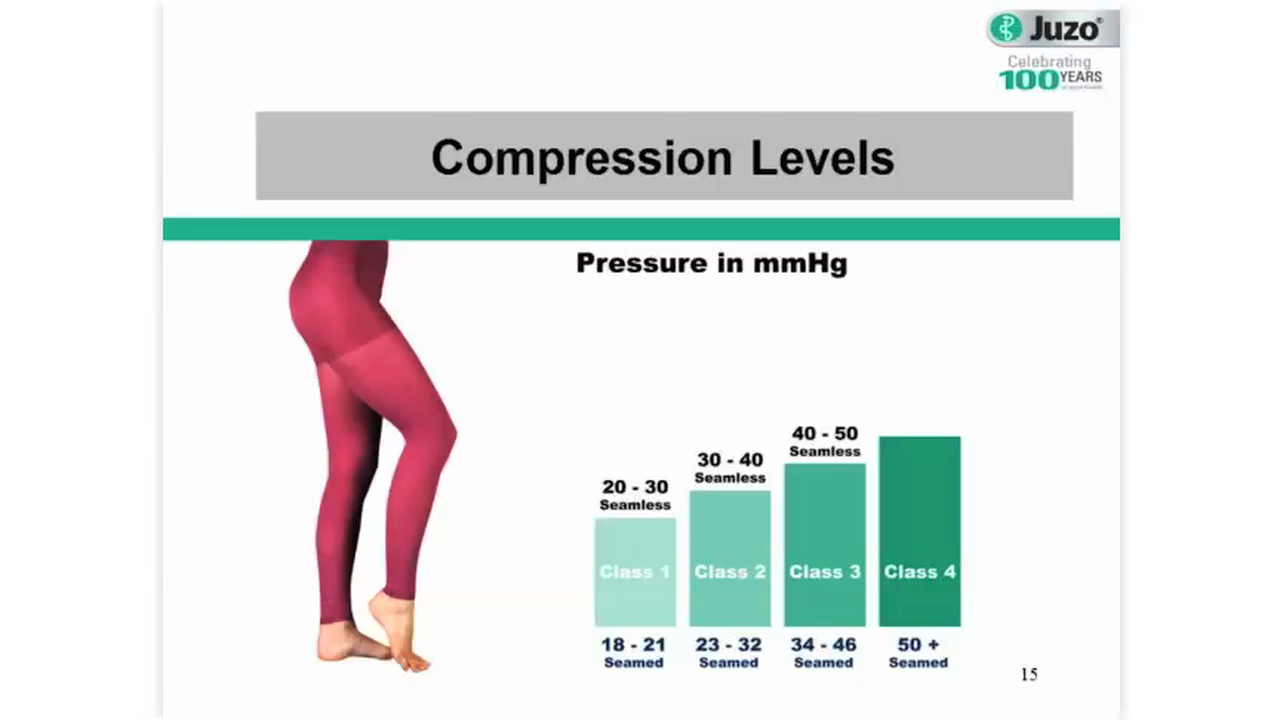 Juzo®
Celebrating
100 YEARS
Compression Levels
Pressure in mmHg
40 - 50
Seamless
30 - 40
Seamless
20 - 30
Seamless
Class 1
Class 2
Class 3
Class 4
18 - 21
Seamed
23 - 32
Seamed
34 - 46
Seamed
50 +
Seamed
15